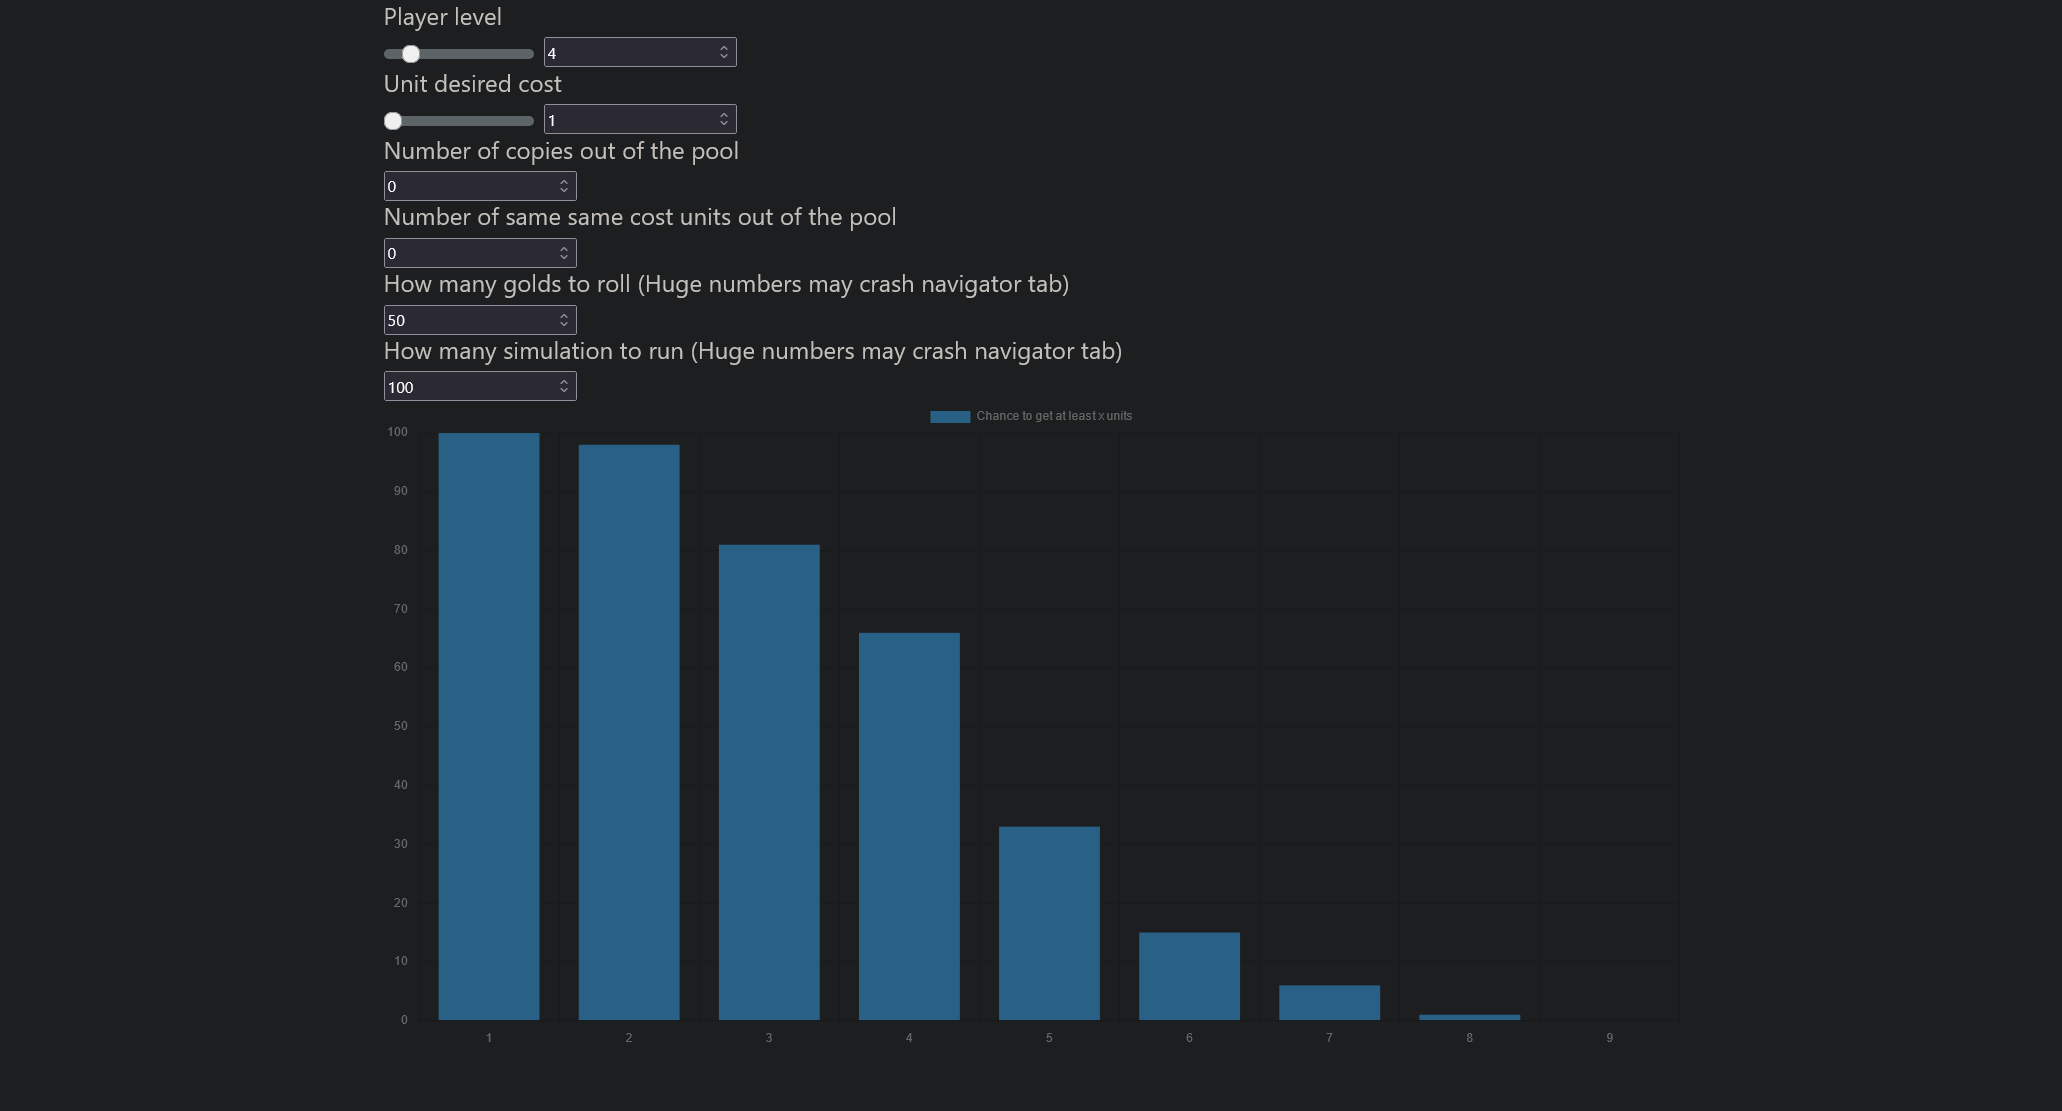 Player level
4
Unit desired cost
1
Number of copies out of the pool
0
Number of same same cost units out of the pool
0
How many golds to roll (Huge numbers may crash navigator tab)
50
How many simulation to run (Huge numbers may crash navigator tab)
100
Chance to get at least x units
100
90
80
70
60
50
40
30
20
10
0
1 2 3 4 5 6 7 8 9